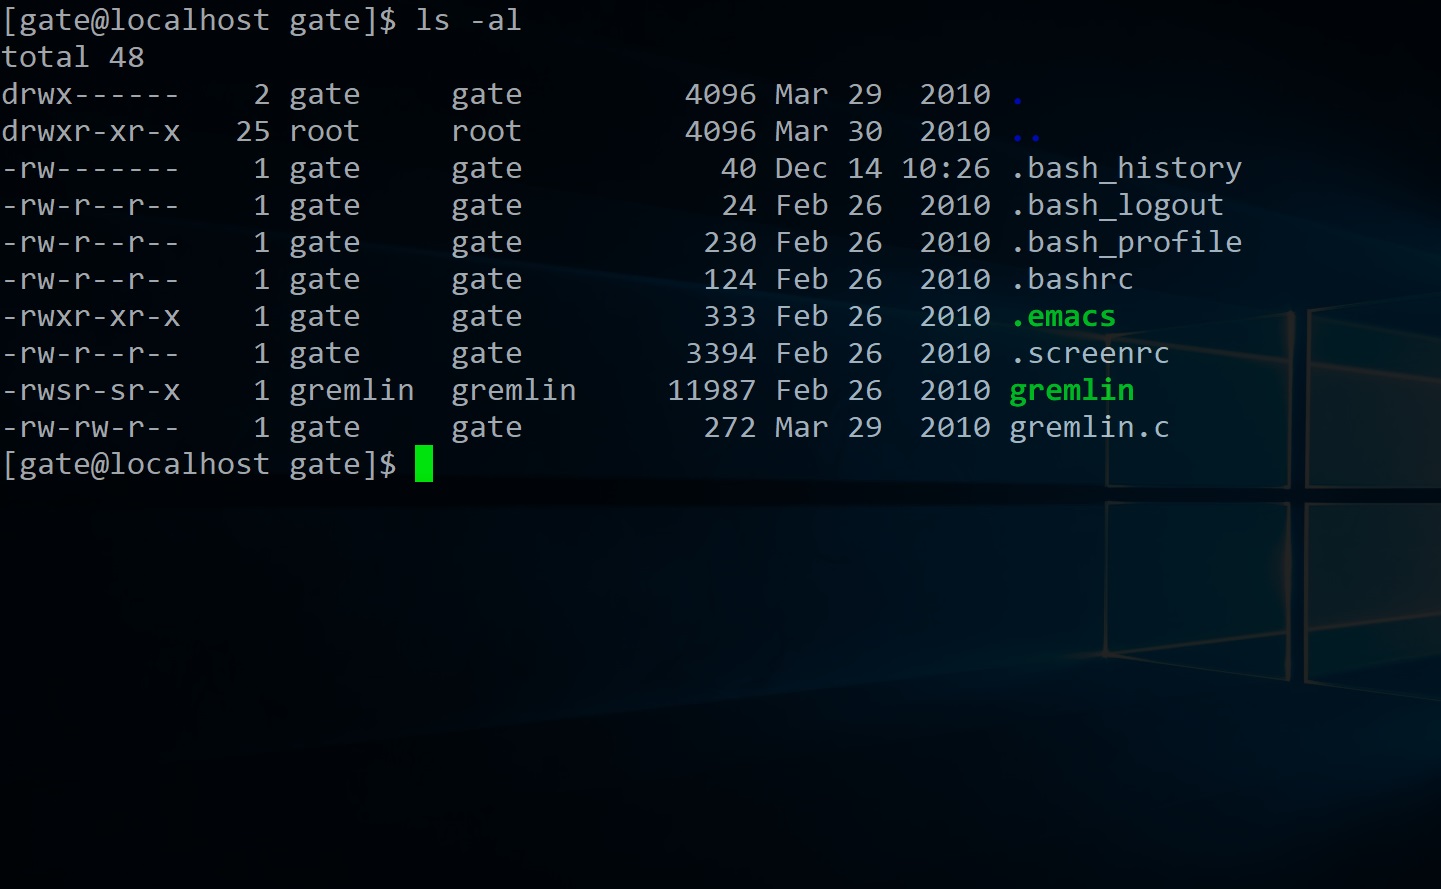 [gate@localhost gate]$ ls -al
total 48
drwx------    2 gate     gate         4096 Mar 29  2010 .
drwxr-xr-x   25 root     root         4096 Mar 30  2010 ..
-rw-------    1 gate     gate           40 Dec 14 10:26 .bash_history
-rw-r--r--    1 gate     gate           24 Feb 26  2010 .bash_logout
-rw-r--r--    1 gate     gate          230 Feb 26  2010 .bash_profile
-rw-r--r--    1 gate     gate          124 Feb 26  2010 .bashrc
-rwxr-xr-x    1 gate     gate          333 Feb 26  2010 .emacs
-rw-r--r--    1 gate     gate         3394 Feb 26  2010 .screenrc
-rwsr-sr-x    1 gremlin  gremlin     11987 Feb 26  2010 gremlin
-rw-rw-r--    1 gate     gate          272 Mar 29  2010 gremlin.c
[gate@localhost gate]$